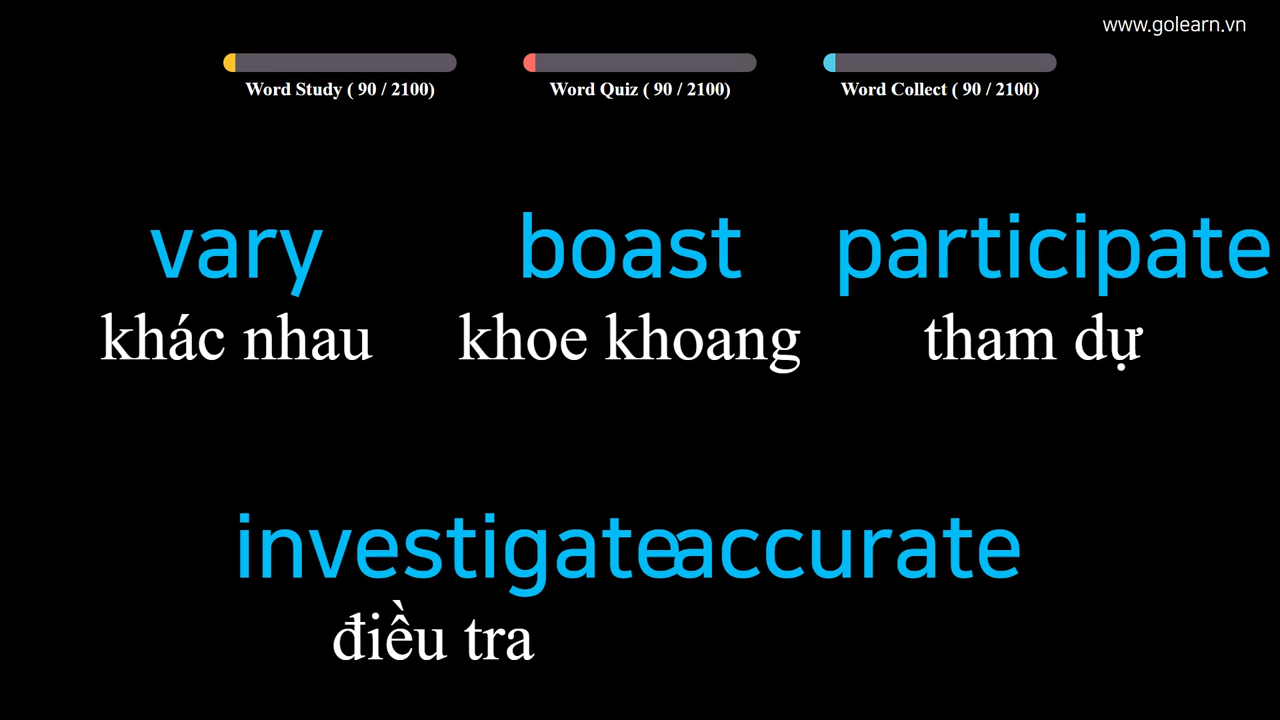 www.golearn.vn
Word Study ( 90 / 2100) Word Quiz ( 90 / 2100) Word Collect ( 90 / 2100)
vary boast participate
khác nhau khoe khoang tham dự
investigate accurate
điều tra